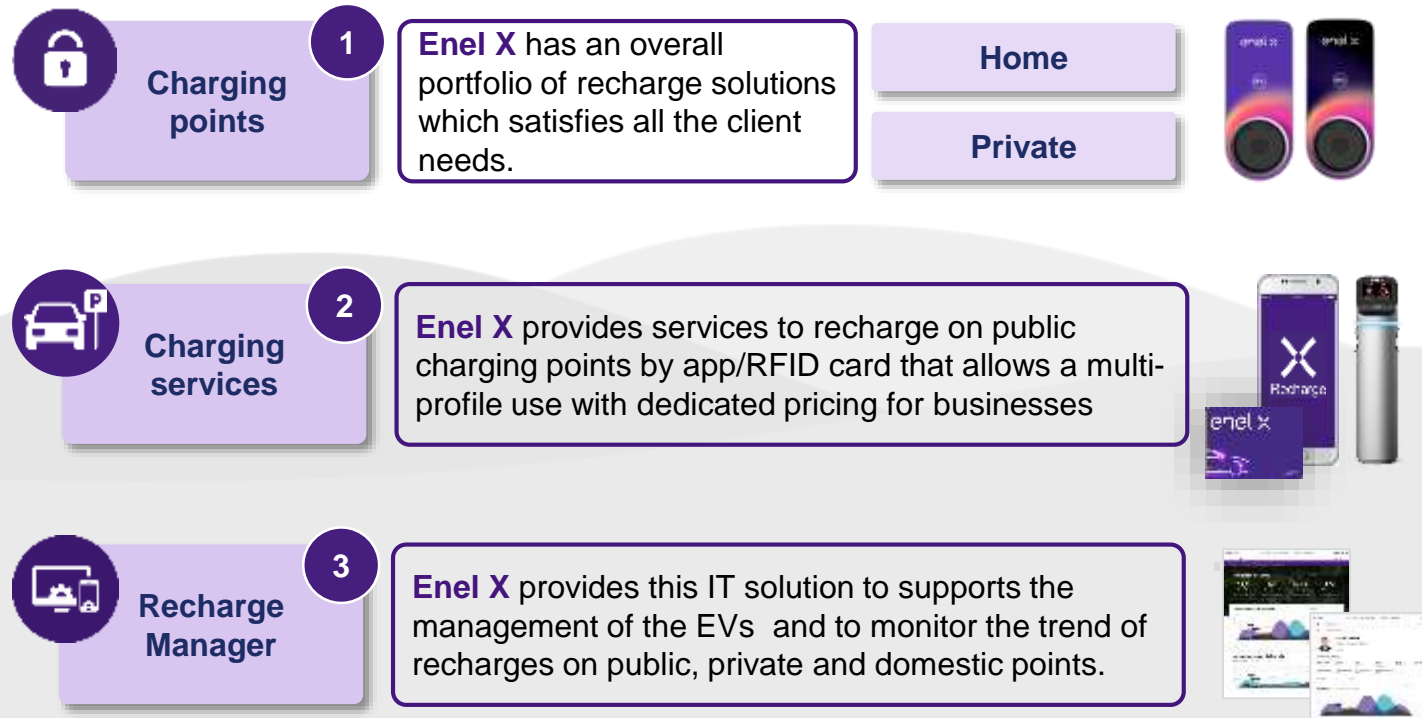 1
Charging
points
Enel X has an overall
portfolio of recharge solutions
which satisfies all the client
needs.
Home
Private
enel x
enel x
2
P
Charging
services
Enel X provides services to recharge on public
charging points by app/RFID card that allows a multi-
profile use with dedicated pricing for businesses
X
Recharge
enel x
3
Recharge
Manager
Enel X provides this IT solution to supports the
management of the EVs and to monitor the trend of
recharges on public, private and domestic points.